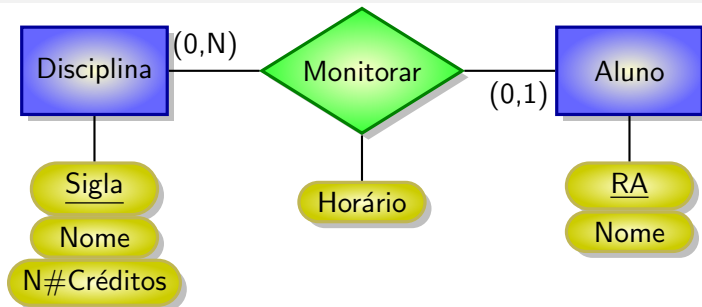 (0,N)
Disciplina
Monitorar
Aluno
(0,1)
Sigla
Nome
N#Créditos
Horário
RA
Nome